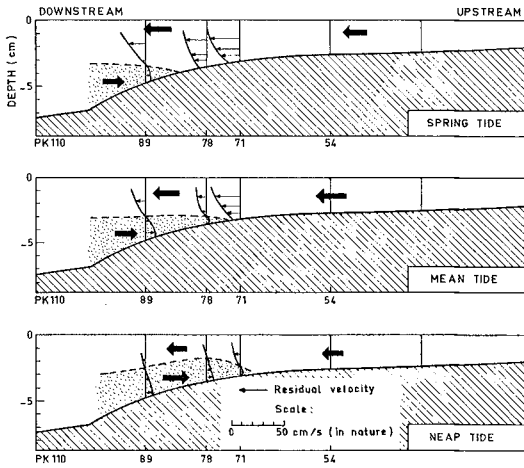 DOWNSTREAM UPSTREAM
DEPTH (cm)
0
-5
SPRING TIDE
PK110 89 78 71 54
0
-5
MEAN TIDE
PK110 89 78 71 54
0
-5
Residual velocity
Scale:
0 50 cm/s (in nature)
NEAP TIDE
PK110 89 78 71 54